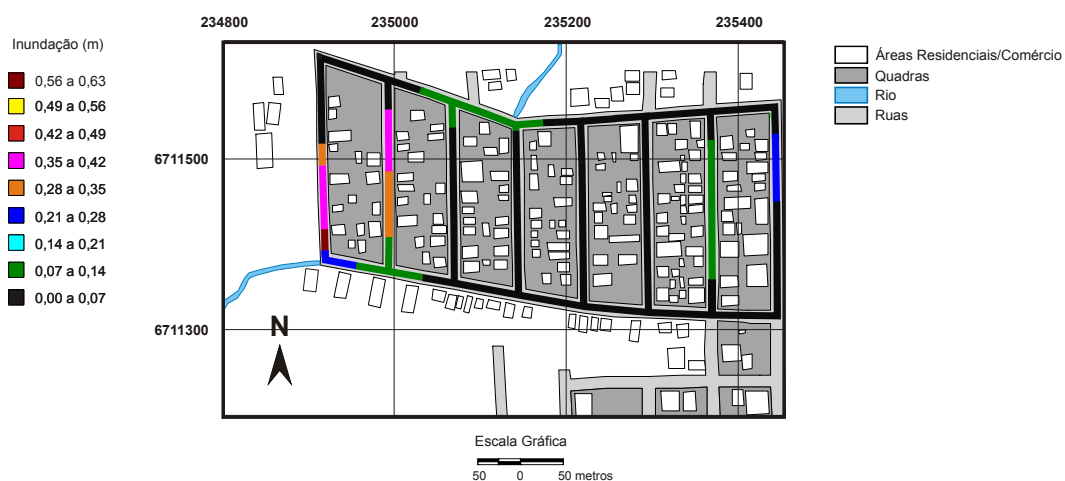 234800 235000 235200 235400
Inundação (m)
0,56 a 0,63
0,49 a 0,56
0,42 a 0,49
0,35 a 0,42
0,28 a 0,35
0,21 a 0,28
0,14 a 0,21
0,07 a 0,14
0,00 a 0,07
6711500
6711300
N
Áreas Residenciais/Comércio
Quadras
Rio
Ruas
Escala Gráfica
50 0 50 metros